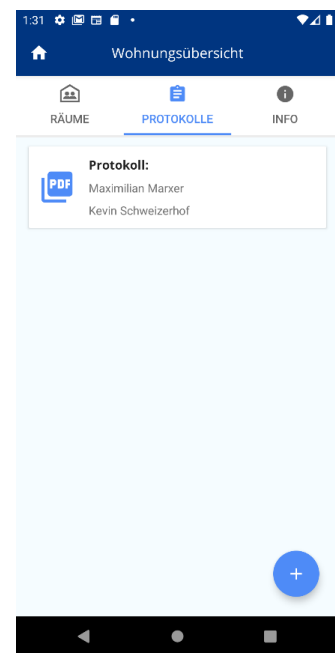 1:31
Wohnungsübersicht
RÄUME
PROTOKOLLE
INFO
PDF
Protokoll:
Maximilian Marxer
Kevin Schweizerhof
+